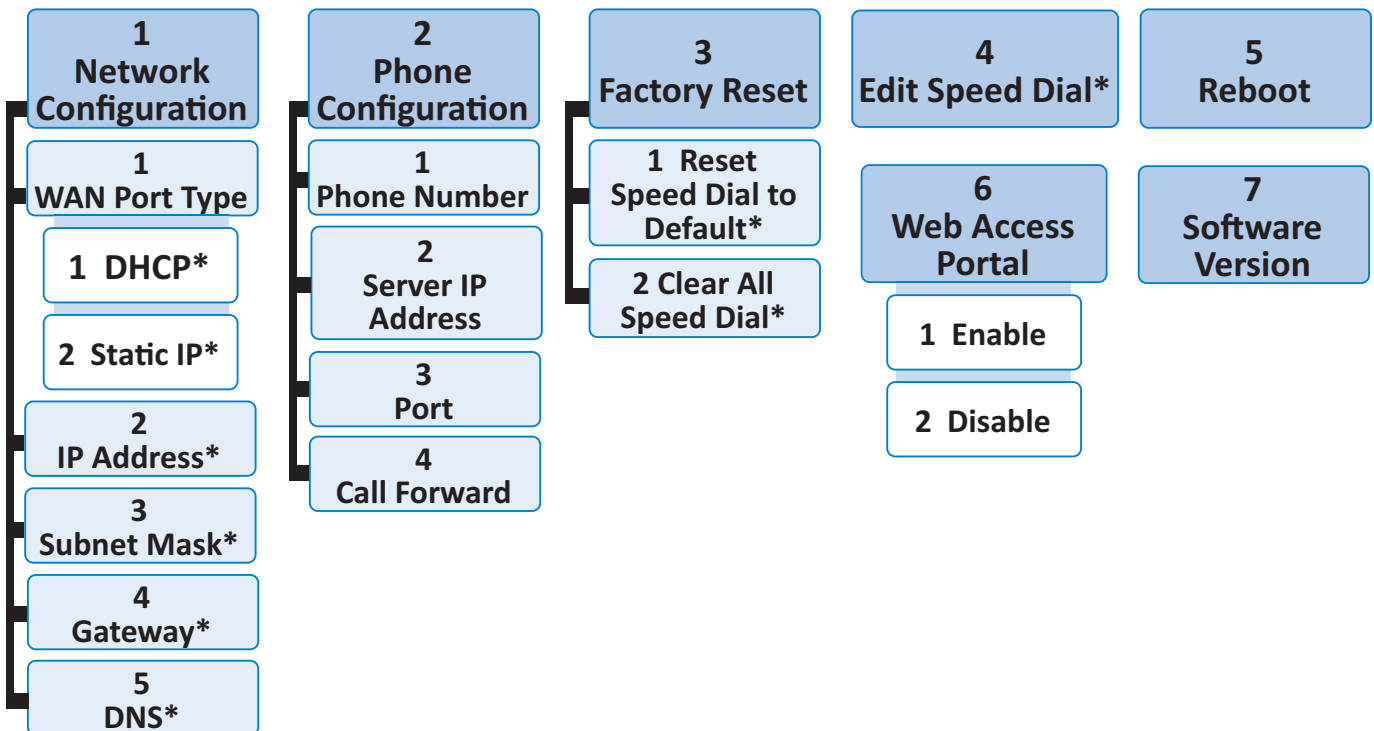 1
Network
Configuration
1
WAN Port Type
1 DHCP*
2 Static IP*
2
IP Address*
3
Subnet Mask*
4
Gateway*
5
DNS*
2
Phone
Configuration
1
Phone Number
2
Server IP
Address
3
Port
4
Call Forward
3
Factory Reset
1 Reset
Speed Dial to
Default*
2 Clear All
Speed Dial*
4
Edit Speed Dial*
5
Reboot
6
Web Access
Portal
1 Enable
2 Disable
7
Software
Version